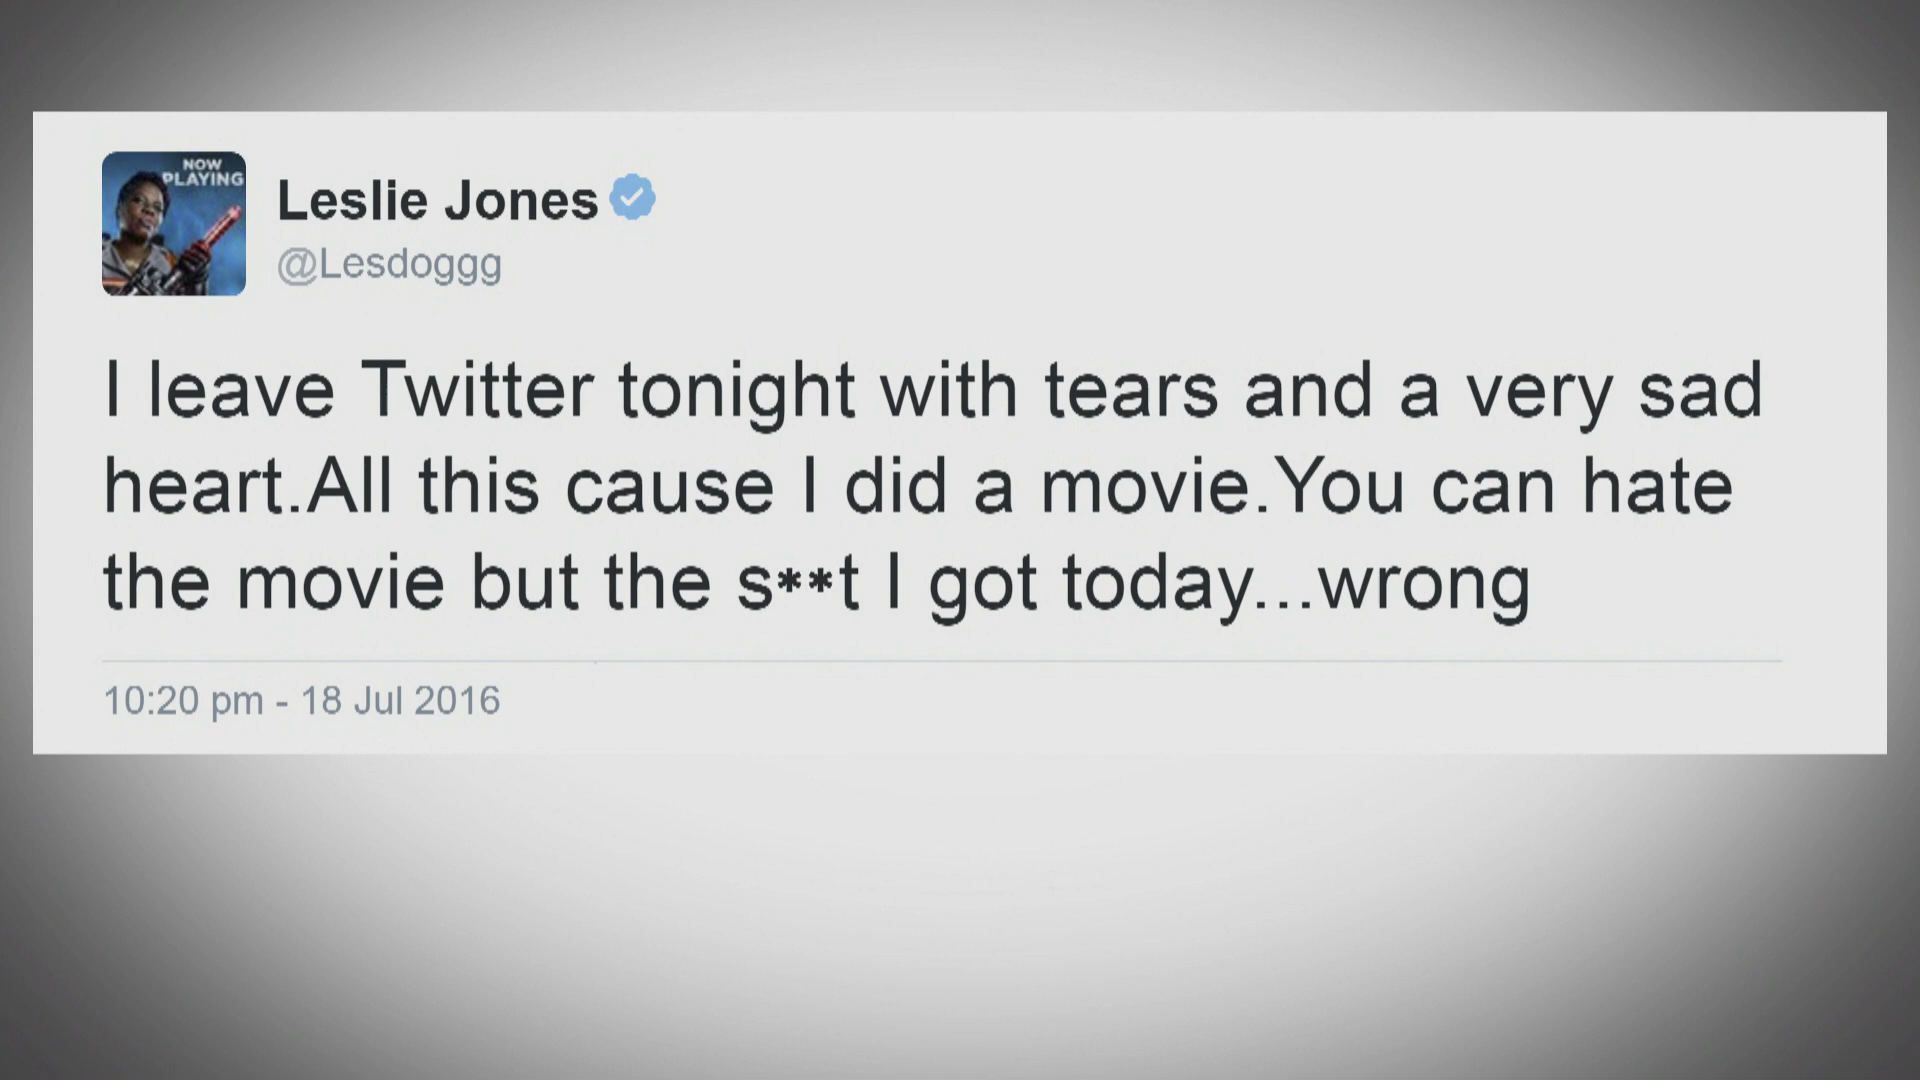 NOW
PLAYING
Leslie Jones
@Lesdoggg
I leave Twitter tonight with tears and a very sad
heart.All this cause I did a movie.You can hate
the movie but the s**t I got today...wrong
10:20 pm - 18 Jul 2016